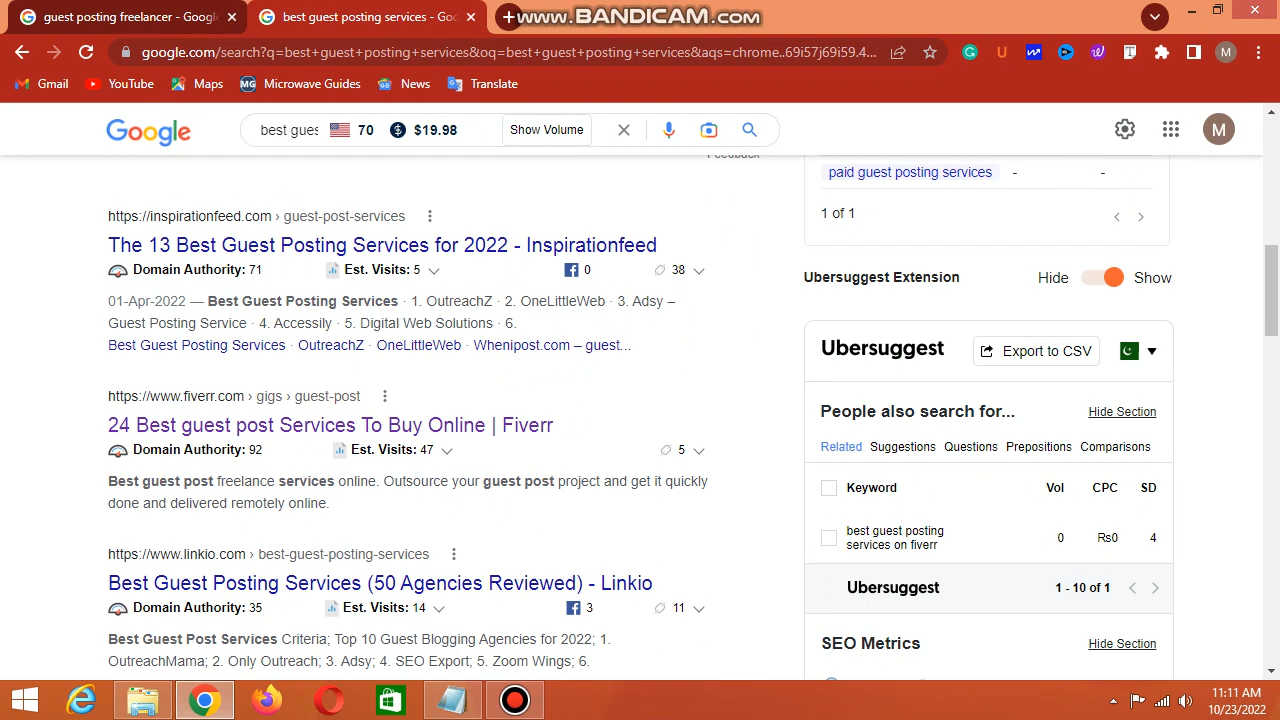 guest posting freelancer - Google
best guest posting services - Goo
www.BANDICAM.com
google.com/search?q=best+guest+posting+services&oq=best+guest+posting+services&aqs=chrome..69i57j69i59.4...
M
Gmail
YouTube
Maps
MG Microwave Guides
News
Translate
Google
best gues
70
$19.98
Show Volume
M
Feedback
https://inspirationfeed.com › guest-post-services
The 13 Best Guest Posting Services for 2022 - Inspirationfeed
Domain Authority: 71
Est. Visits: 5
0
38
01-Apr-2022 — Best Guest Posting Services · 1. OutreachZ · 2. OneLittleWeb · 3. Adsy –
Guest Posting Service · 4. Accessily · 5. Digital Web Solutions · 6.
Best Guest Posting Services · OutreachZ · OneLittleWeb · Whenipost.com – guest...
https://www.fiverr.com › gigs › guest-post
24 Best guest post Services To Buy Online | Fiverr
Domain Authority: 92
Est. Visits: 47
5
Best guest post freelance services online. Outsource your guest post project and get it quickly
done and delivered remotely online.
https://www.linkio.com › best-guest-posting-services
Best Guest Posting Services (50 Agencies Reviewed) - Linkio
Domain Authority: 35
Est. Visits: 14
3
11
Best Guest Post Services Criteria; Top 10 Guest Blogging Agencies for 2022; 1.
OutreachMama; 2. Only Outreach; 3. Adsy; 4. SEO Export; 5. Zoom Wings; 6.
paid guest posting services - -
1 of 1
Ubersuggest Extension
Hide
Show
Ubersuggest
Export to CSV
People also search for...
Hide Section
Related Suggestions Questions Prepositions Comparisons
Keyword Vol CPC SD
best guest posting
services on fiverr
0 Rs0 4
Ubersuggest
1 - 10 of 1
SEO Metrics
Hide Section
11:11 AM
10/23/2022